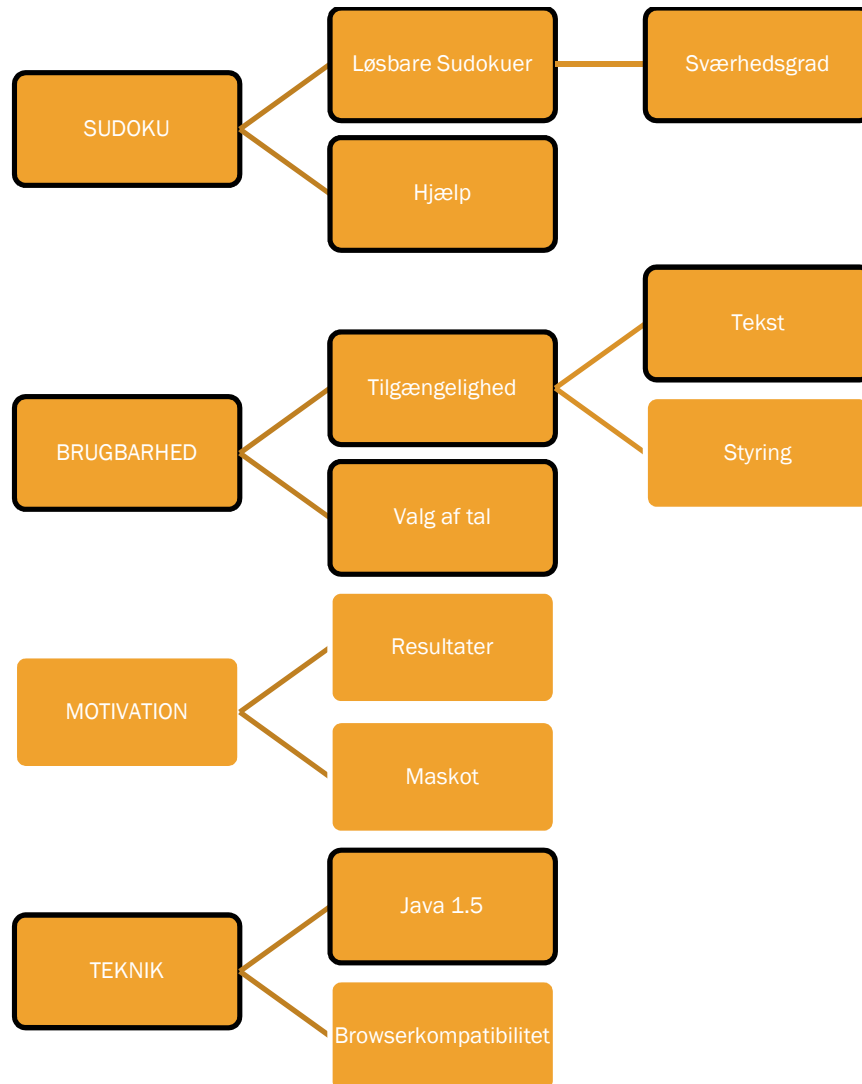 SUDOKU
Løsbare Sudokuer
Sværhedsgrad
Hjælp
BRUGBARHED
Tilgængelighed
Tekst
Styring
Valg af tal
MOTIVATION
Resultater
Maskot
TEKNIK
Java 1.5
Browserkompatibilitet